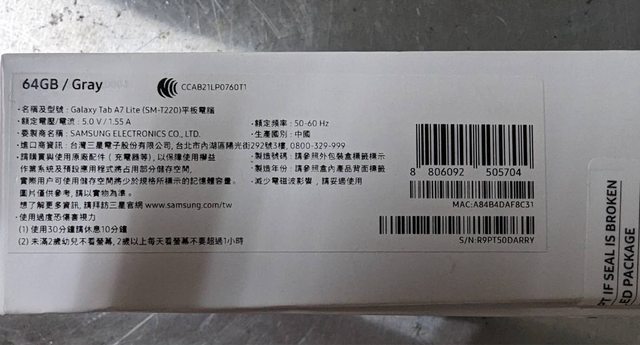 64GB / Gray
CCAB21LP0760T1
·名稱及型號: Galaxy Tab A7 Lite (SM-T220)平板電腦
·額定電壓/電流: 5.0 V / 1.55 A
·額定頻率: 50-60 Hz
·委製商名稱: SAMSUNG ELECTRONICS CO., LTD.
·生產國別: 中國
·進口商資訊: 台灣三星電子股份有限公司, 台北市內湖區陽光街292號3樓, 0800-329-999
·請購買與使用原廠配件 ( 充電器等), 以保障使用權益
·製造號碼: 請參照外包裝盒標籤標示
作業系統及預設應用程式將占用部分儲存空間,
·製造年份: 請參照盒內產品背面標籤
實際用戶可使用儲存空間將少於規格所標示的記憶體容量.
·減少電磁波影響, 請妥適使用
圖片僅供參考, 請以實物為準.
想了解更多資訊, 請拜訪三星官網 www.samsung.com/tw
·使用過度恐傷害視力
(1) 使用30分鐘請休息10分鐘
(2) 未滿2歲幼兒不看螢幕, 2歲以上每天看螢幕不要超過1小時
8 806092 505704
MAC:A84B4DAF8C31
S/N:R9PT50DARRY
IF SEAL IS BROKEN
PACKAGE